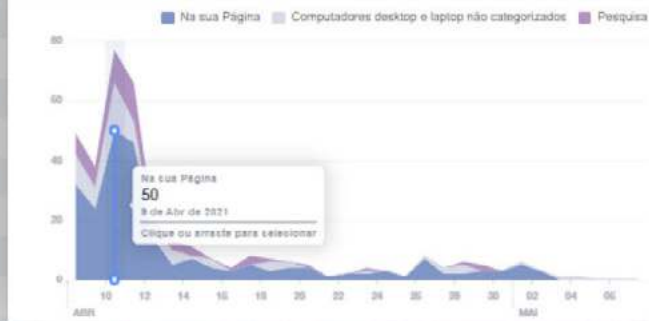 Na sua Página Computadores desktop e laptop não categorizados Pesquisa
80
60
40
20
0
Na sua Página
50
9 de Abr de 2021
Clique ou arraste para selecionar
10 12 14 16 18 20 22 24 26 28 30 02 04 06
ABR MAI